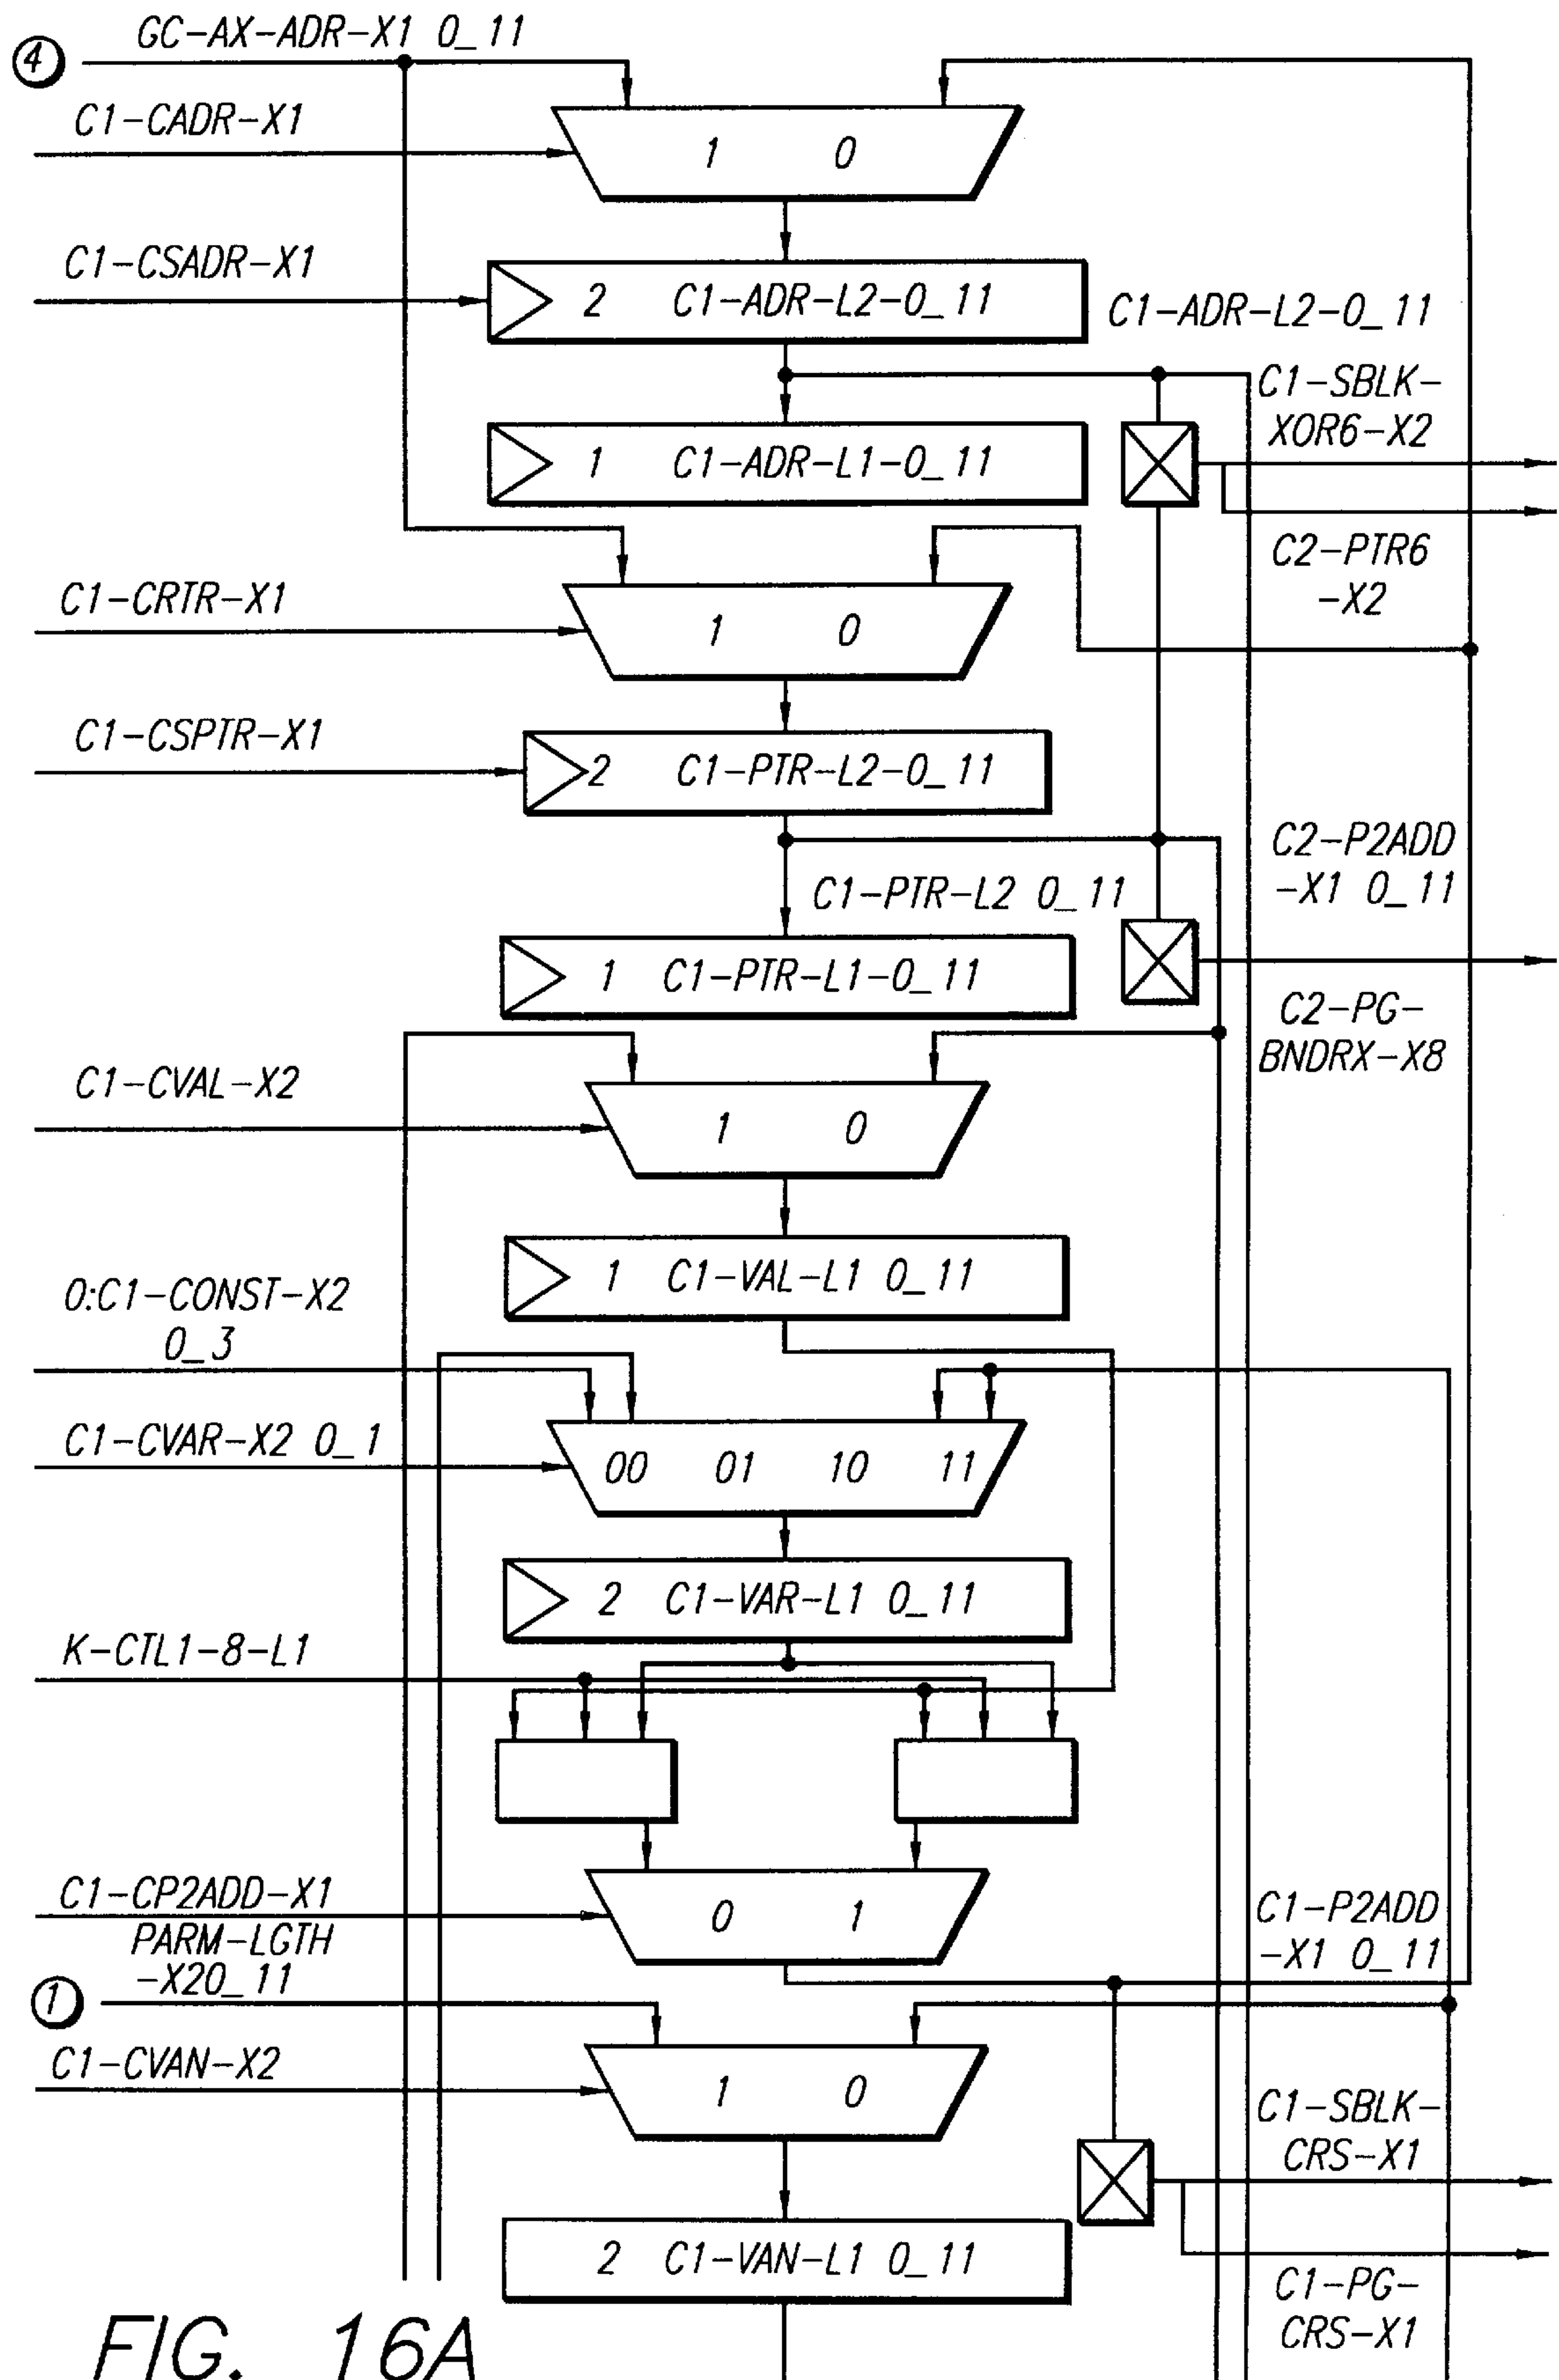 GC-AX-ADR-X1 0_11
4
C1-CADR-X1
1 0
C1-CSADR-X1
2 C1-ADR-L2-0_11
C1-ADR-L2-0_11
C1-SBLK-
XOR6-X2
1 C1-ADR-L1-0_11
C2-PTR6
-X2
C1-CRTR-X1
1 0
C1-CSPTR-X1
2 C1-PTR-L2-0_11
C2-P2ADD
-X1 0_11
C1-PTR-L2 0_11
1 C1-PTR-L1-0_11
C2-PG-
BNDRX-X8
C1-CVAL-X2
1 0
1 C1-VAL-L1 0_11
0:C1-CONST-X2
0_3
C1-CVAR-X2 0_1
00 01 10 11
2 C1-VAR-L1 0_11
K-CTL1-8-L1
C1-CP2ADD-X1
0 1
C1-P2ADD
-X1 0_11
PARM-LGTH
-X20_11
1
C1-CVAN-X2
1 0
C1-SBLK-
CRS-X1
2 C1-VAN-L1 0_11
C1-PG-
CRS-X1
FIG. 16A